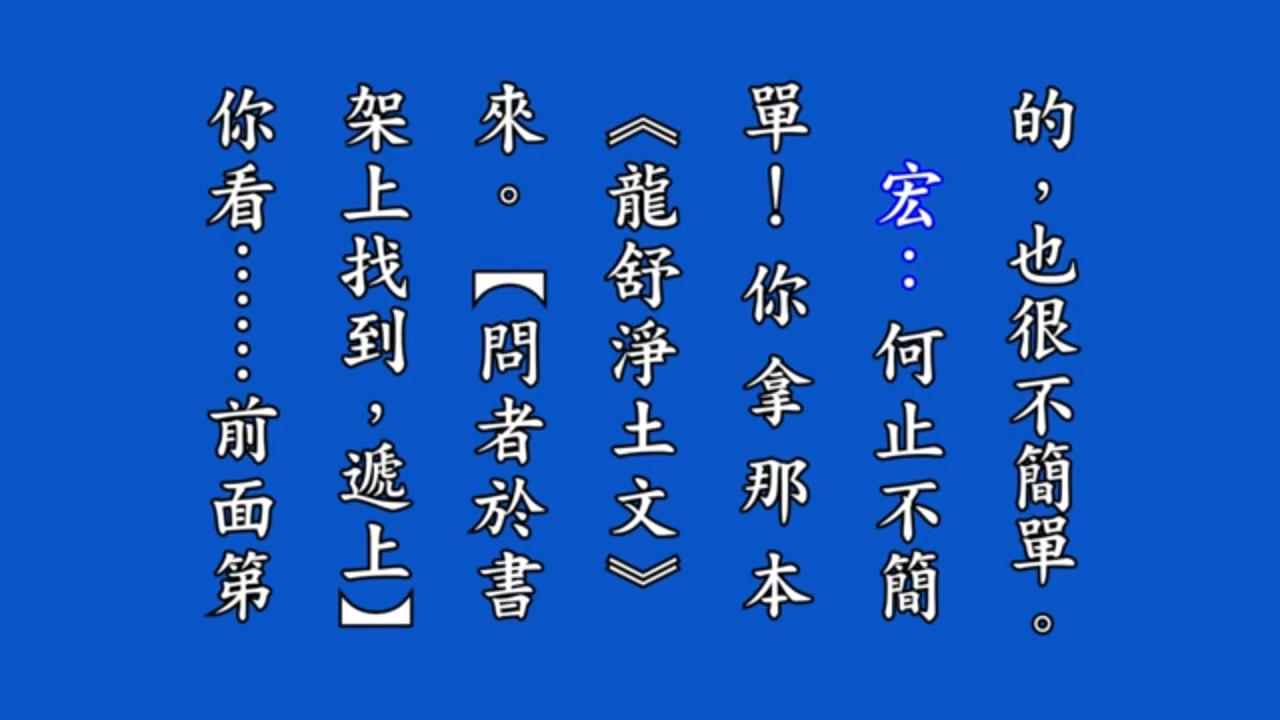 的，也很不簡單。
宏：何止不簡
單！你拿那本
《龍舒淨土文》
來。【問者於書
架上找到，遞上】
你看……前面第